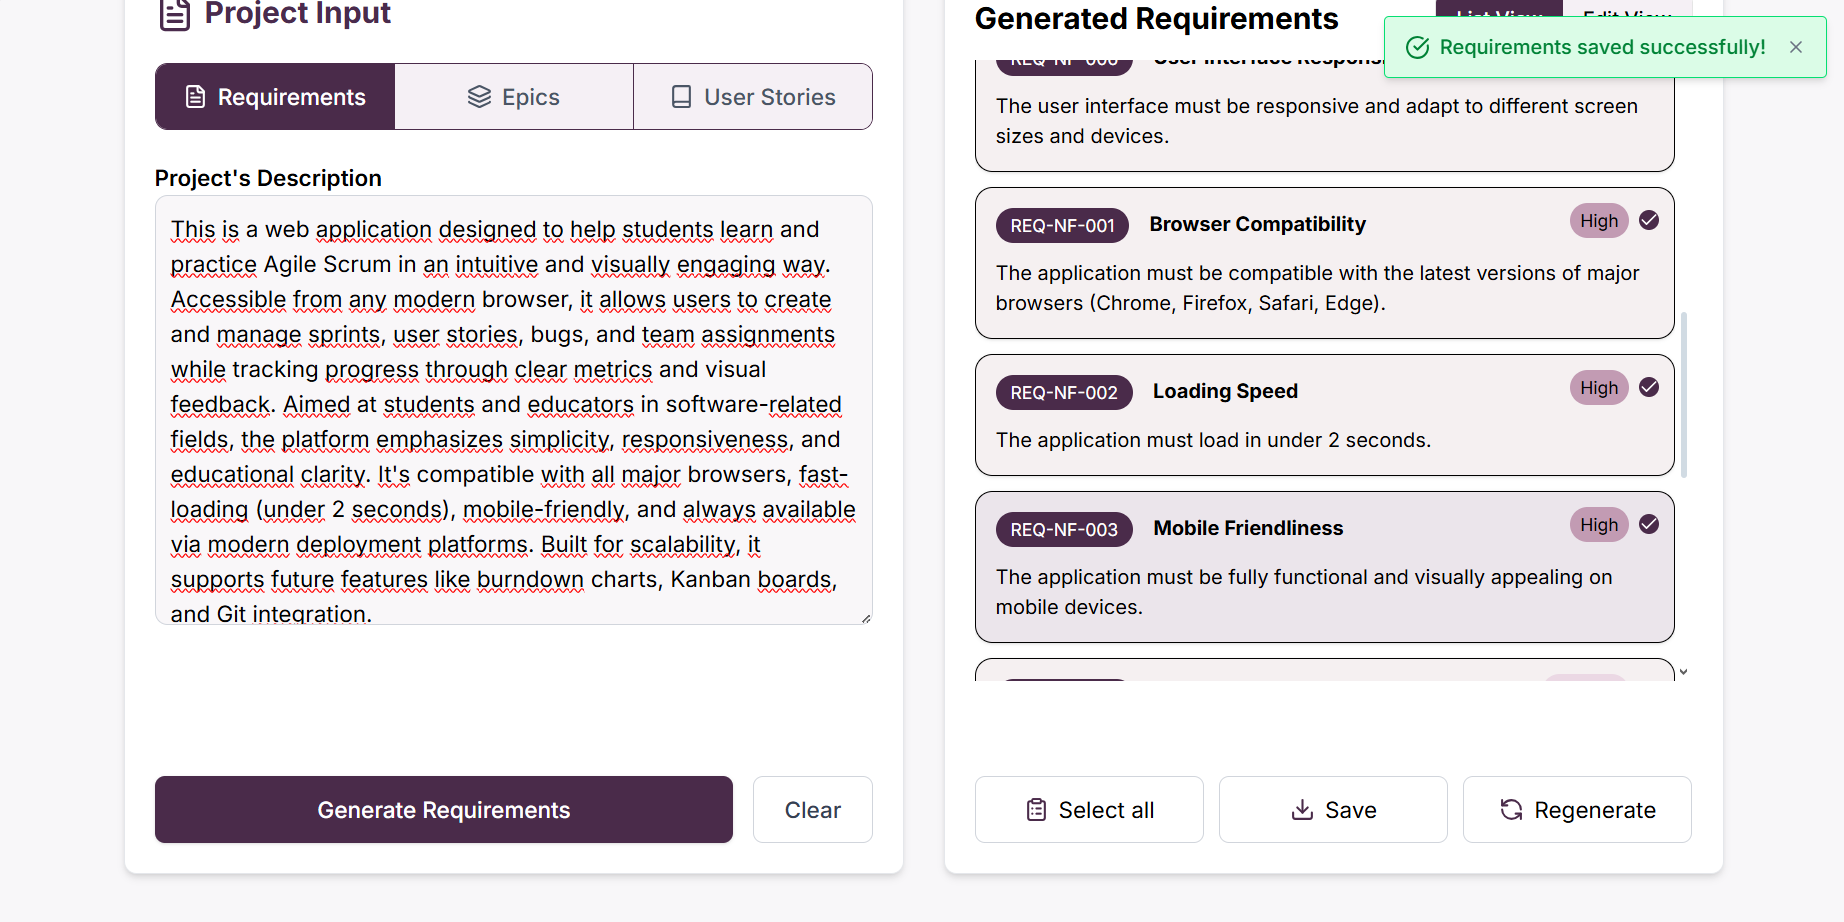 Project Input
Requirements
Epics
User Stories
Project's Description
This is a web application designed to help students learn and
practice Agile Scrum in an intuitive and visually engaging way.
Accessible from any modern browser, it allows users to create
and manage sprints, user stories, bugs, and team assignments
while tracking progress through clear metrics and visual
feedback. Aimed at students and educators in software-related
fields, the platform emphasizes simplicity, responsiveness, and
educational clarity. It's compatible with all major browsers, fast-
loading (under 2 seconds), mobile-friendly, and always available
via modern deployment platforms. Built for scalability, it
supports future features like burndown charts, Kanban boards,
and Git integration.
Generate Requirements
Clear
Generated Requirements
List View
Edit View
Requirements saved successfully!
User Interface
The user interface must be responsive and adapt to different screen
sizes and devices.
REQ-NF-001
Browser Compatibility
High
The application must be compatible with the latest versions of major
browsers (Chrome, Firefox, Safari, Edge).
REQ-NF-002
Loading Speed
High
The application must load in under 2 seconds.
REQ-NF-003
Mobile Friendliness
High
The application must be fully functional and visually appealing on
mobile devices.
Select all
Save
Regenerate